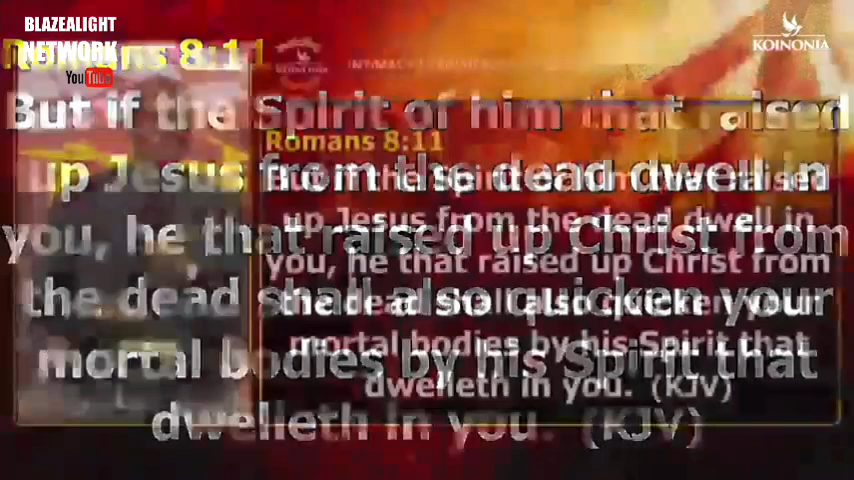 BLAZEALIGHT
NETWORK
YouTube
KOINONIA
Romans 8:11
But if the Spirit of him that raised
up Jesus from the dead dwell in
you, he that raised up Christ from
the dead shall also quicken your
mortal bodies by his Spirit that
dwelleth in you. (KJV)
Romans 8:11
But if the Spirit of him that raised
up Jesus from the dead dwell in
you, he that raised up Christ from
the dead shall also quicken your
mortal bodies by his Spirit that
dwelleth in you. (KJV)